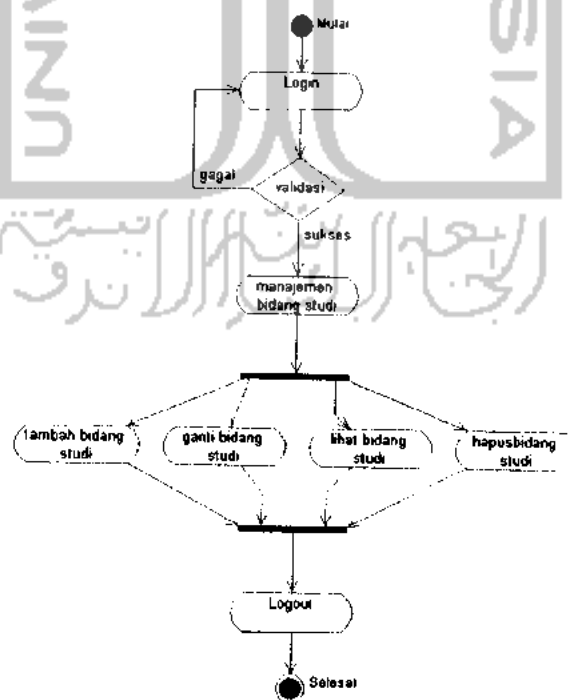 Mulai
Login
gagal
validasi
sukses
manajemen
bidang studi
tambah bidang
studi
ganti bidang
studi
lihat bidang
studi
hapusbidang
studi
Logout
Selesai